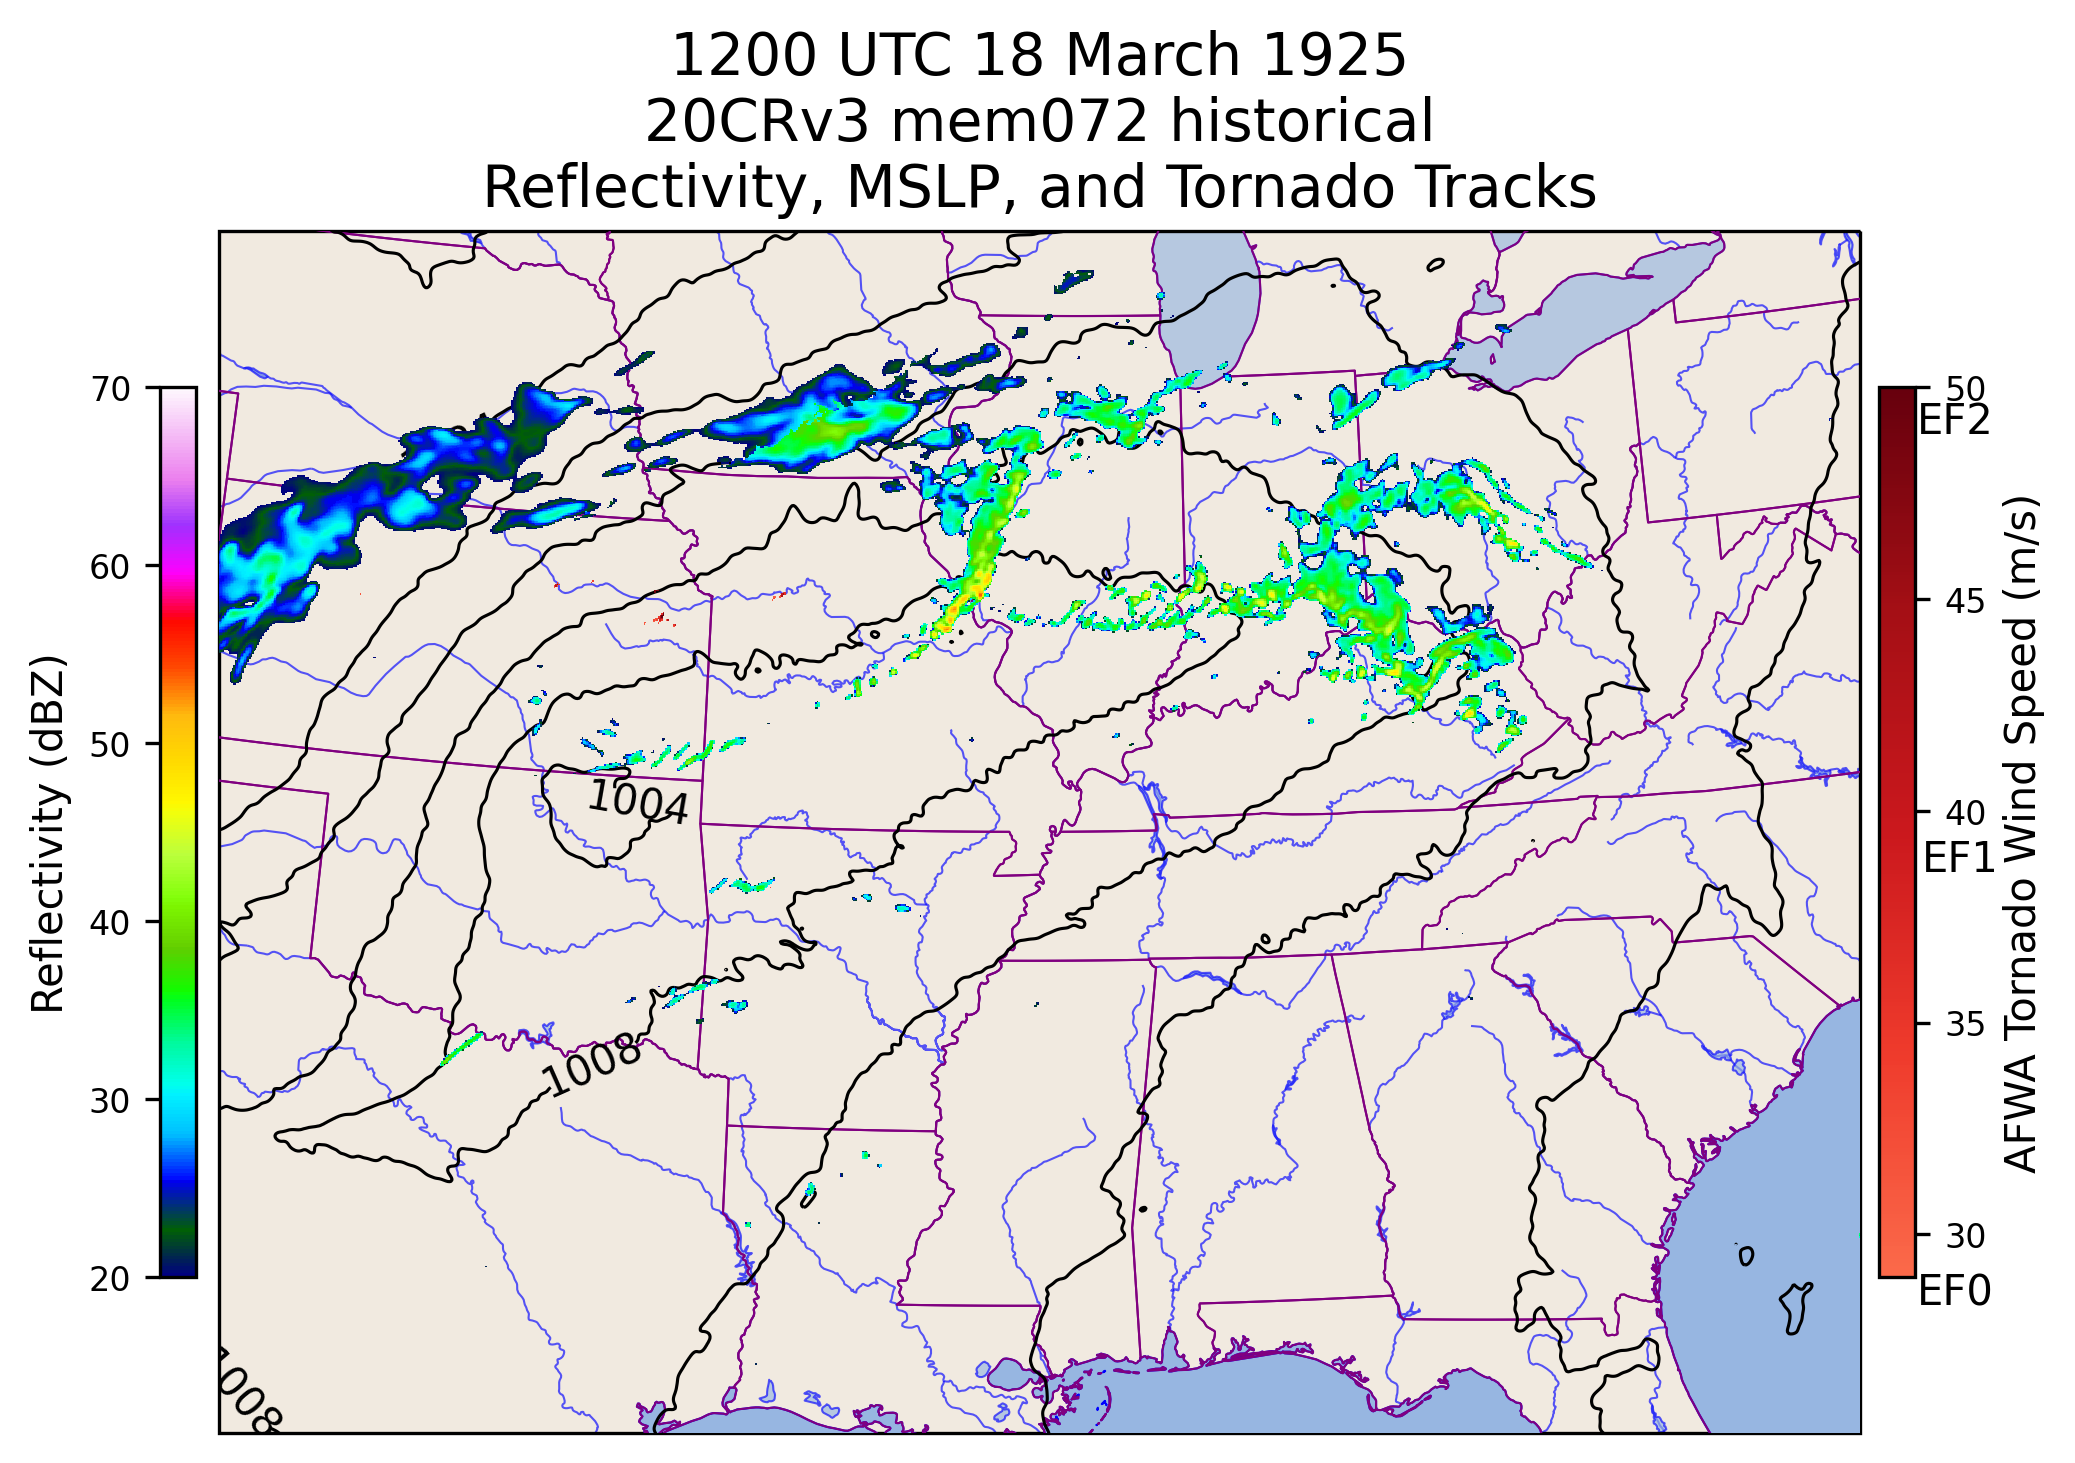 1200 UTC 18 March 1925
20CRv3 mem072 historical
Reflectivity, MSLP, and Tornado Tracks
70
60
50
40
30
20
Reflectivity (dBZ)
1004
1008
1008
50
EF2
45
40
EF1
35
30
EF0
AFWA Tornado Wind Speed (m/s)